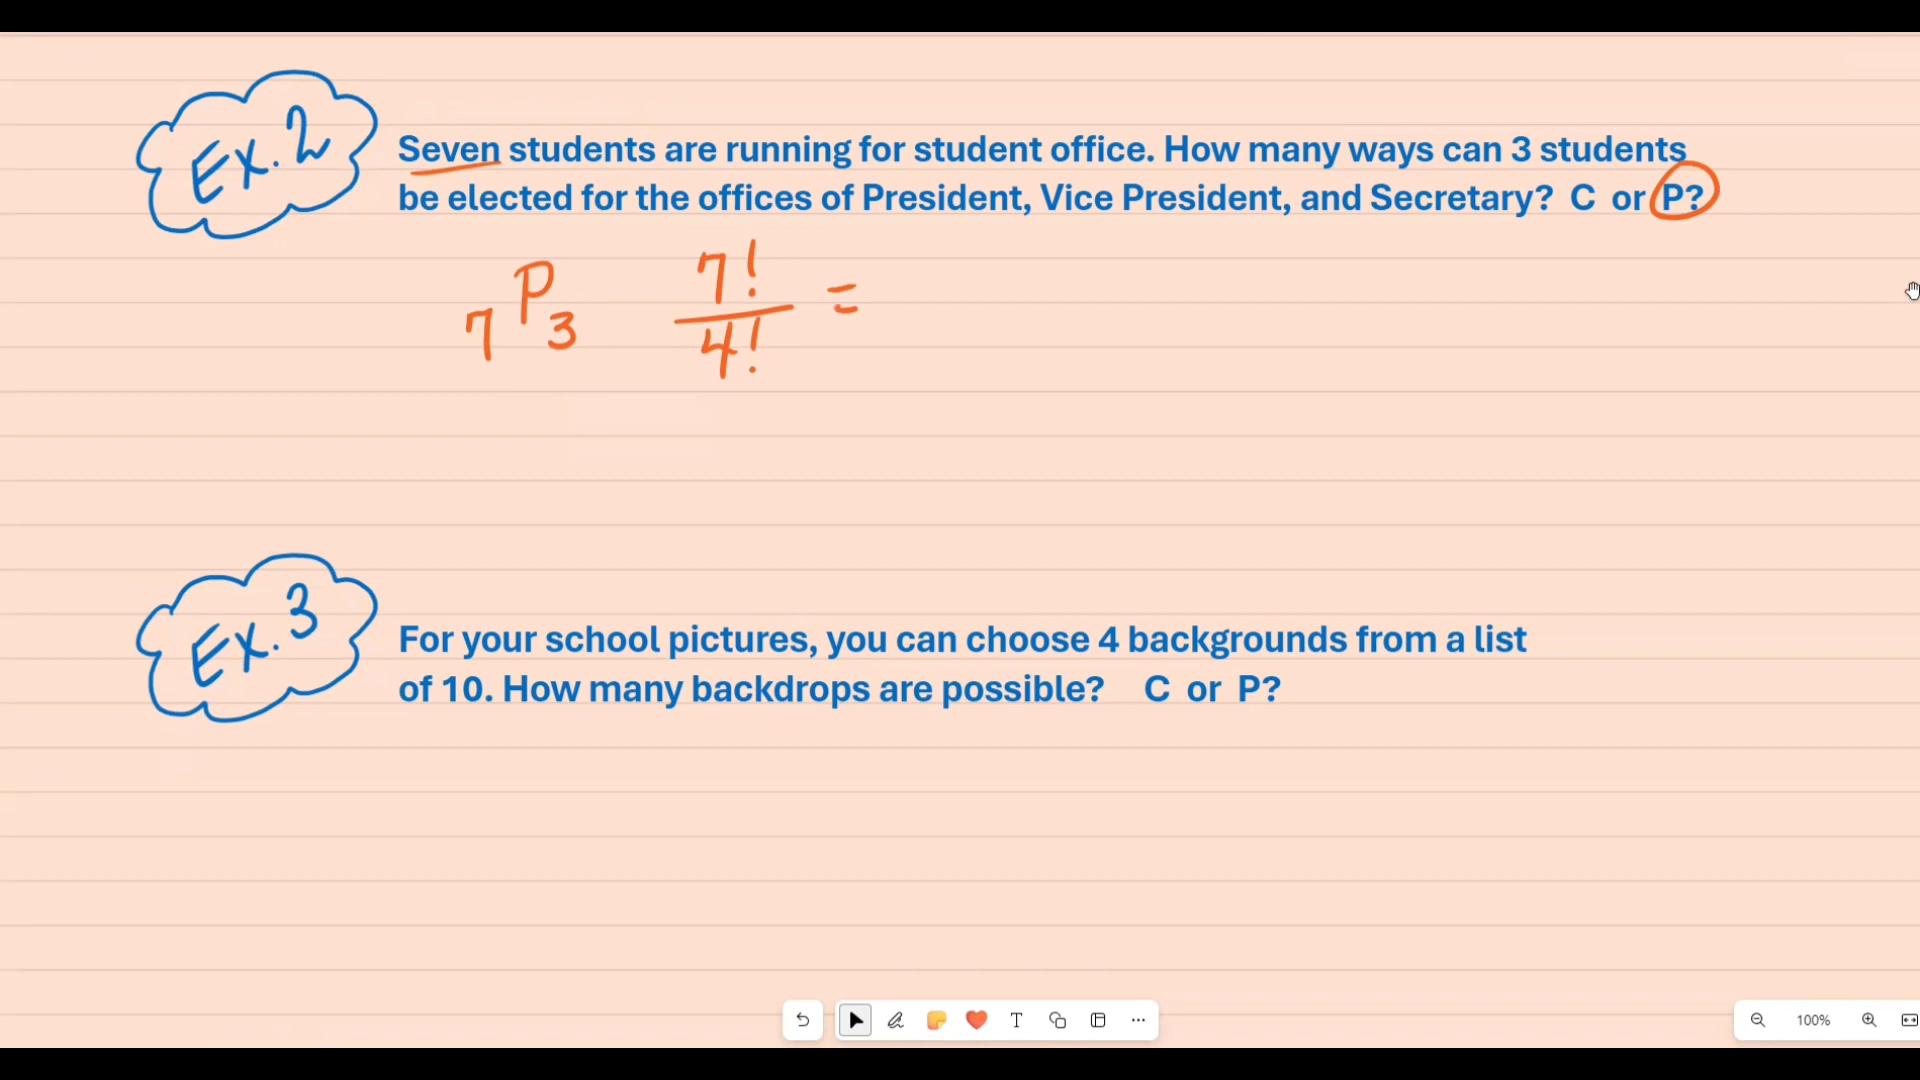 Ex. 2
Seven students are running for student office. How many ways can 3 students
be elected for the offices of President, Vice President, and Secretary? C or P?
7 P 3 7! / 4! =
Ex. 3
For your school pictures, you can choose 4 backgrounds from a list
of 10. How many backdrops are possible? C or P?
T
100%